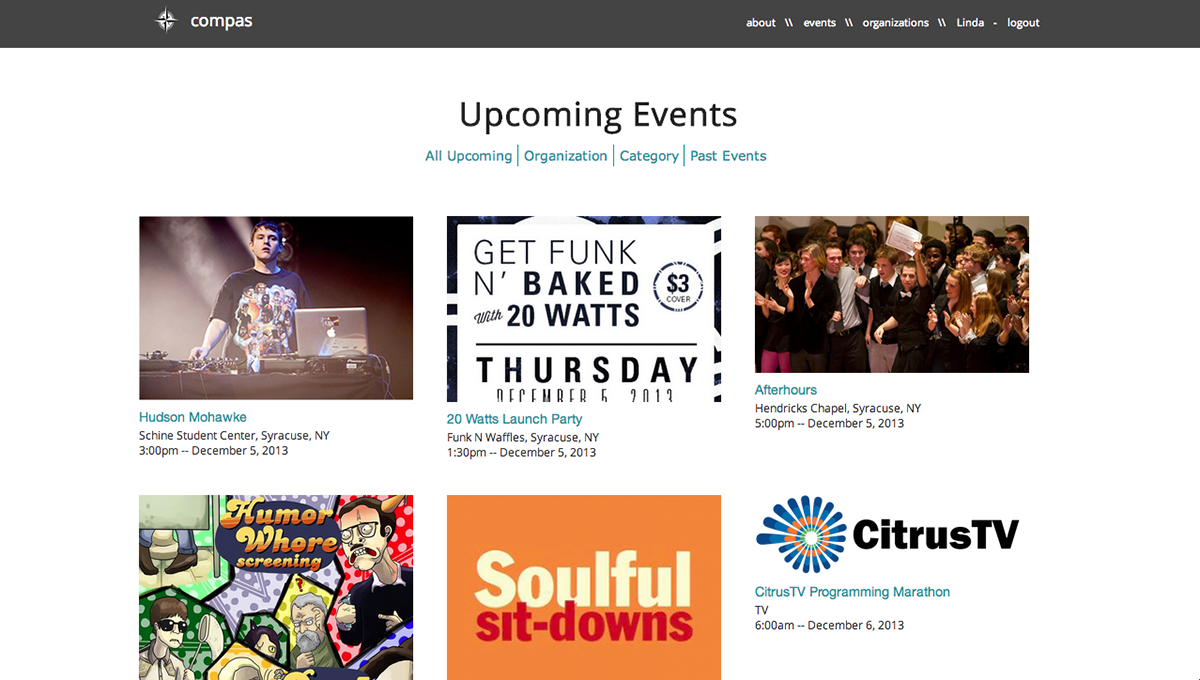 compas
about \\ events \\ organizations \\ Linda - logout
Upcoming Events
All Upcoming | Organization | Category | Past Events
GET FUNK
N' BAKED
With 20 WATTS
$3
COVER
THURSDAY
DECEMBER 5, 2013
Hudson Mohawke
Schine Student Center, Syracuse, NY
3:00pm -- December 5, 2013
20 Watts Launch Party
Funk N Waffles, Syracuse, NY
1:30pm -- December 5, 2013
Afterhours
Hendricks Chapel, Syracuse, NY
5:00pm -- December 5, 2013
Humor
Whore
screening
?
Soulful
sit-downs
CitrusTV
CitrusTV Programming Marathon
TV
6:00am -- December 6, 2013